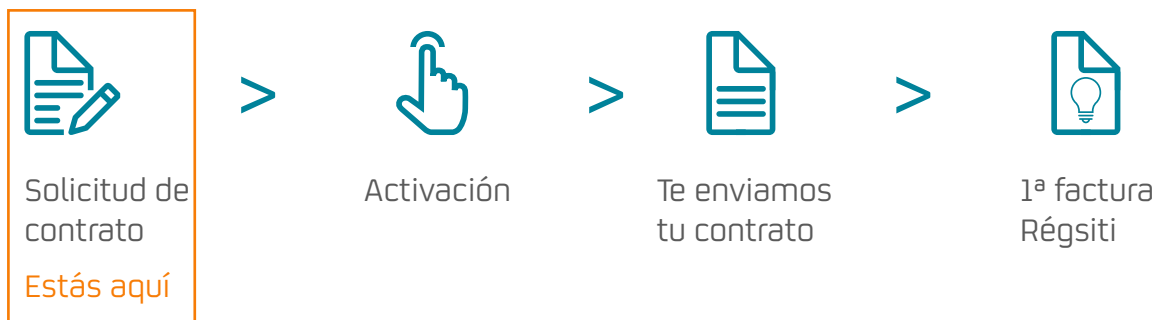 Solicitud de
contrato
Estás aquí
>
Activación
>
Te enviamos
tu contrato
>
1ª factura
Régsiti